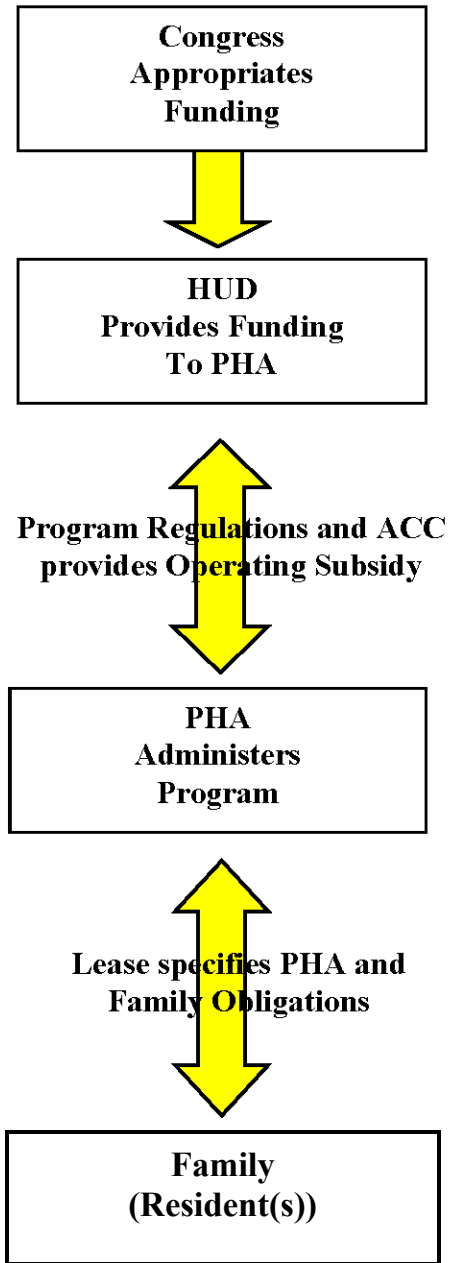 Congress
Appropriates
Funding
HUD
Provides Funding
To PHA
Program Regulations and ACC
provides Operating Subsidy
PHA
Administers
Program
Lease specifies PHA and
Family Obligations
Family
(Resident(s))